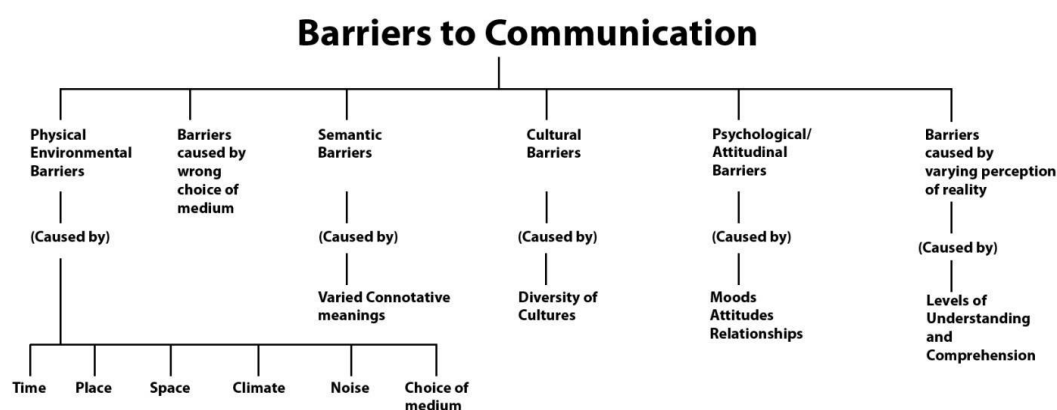 Barriers to Communication
Physical
Environmental
Barriers
(Caused by)
Time
Place
Space
Climate
Noise
Choice of
medium
Barriers
caused by
wrong
choice of
medium
Semantic
Barriers
(Caused by)
Varied Connotative
meanings
Cultural
Barriers
(Caused by)
Diversity of
Cultures
Psychological/
Attitudinal
Barriers
(Caused by)
Moods
Attitudes
Relationships
Barriers
caused by
varying perception
of reality
(Caused by)
Levels of
Understanding
and
Comprehension